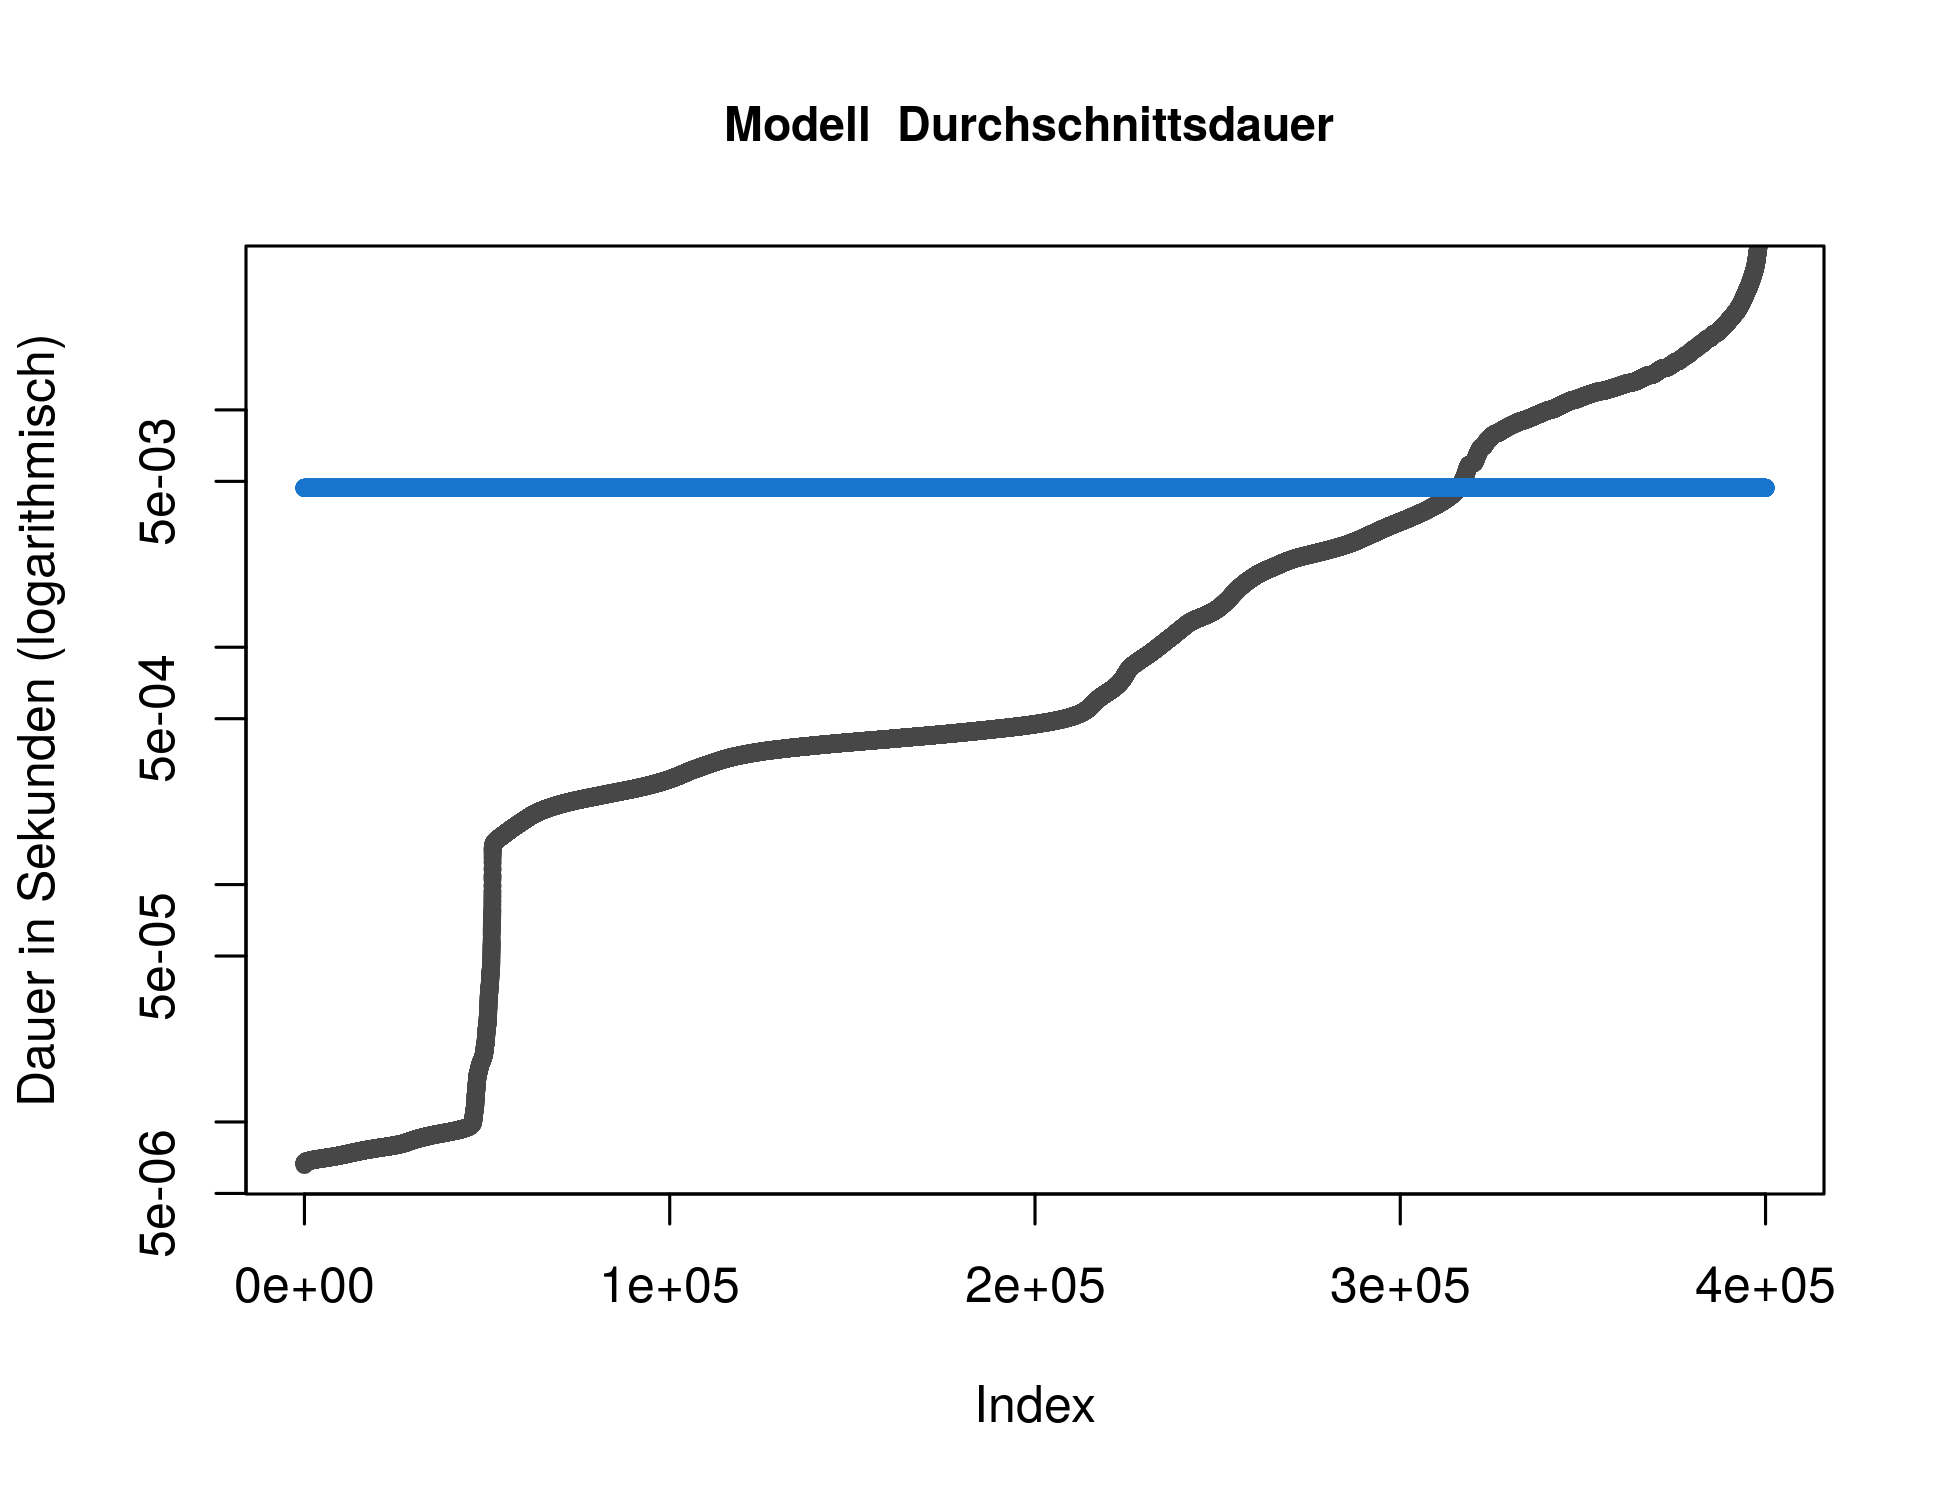 Modell  Durchschnittsdauer
Dauer in Sekunden (logarithmisch)
5e-03
5e-04
5e-05
5e-06
0e+00 1e+05 2e+05 3e+05 4e+05
Index